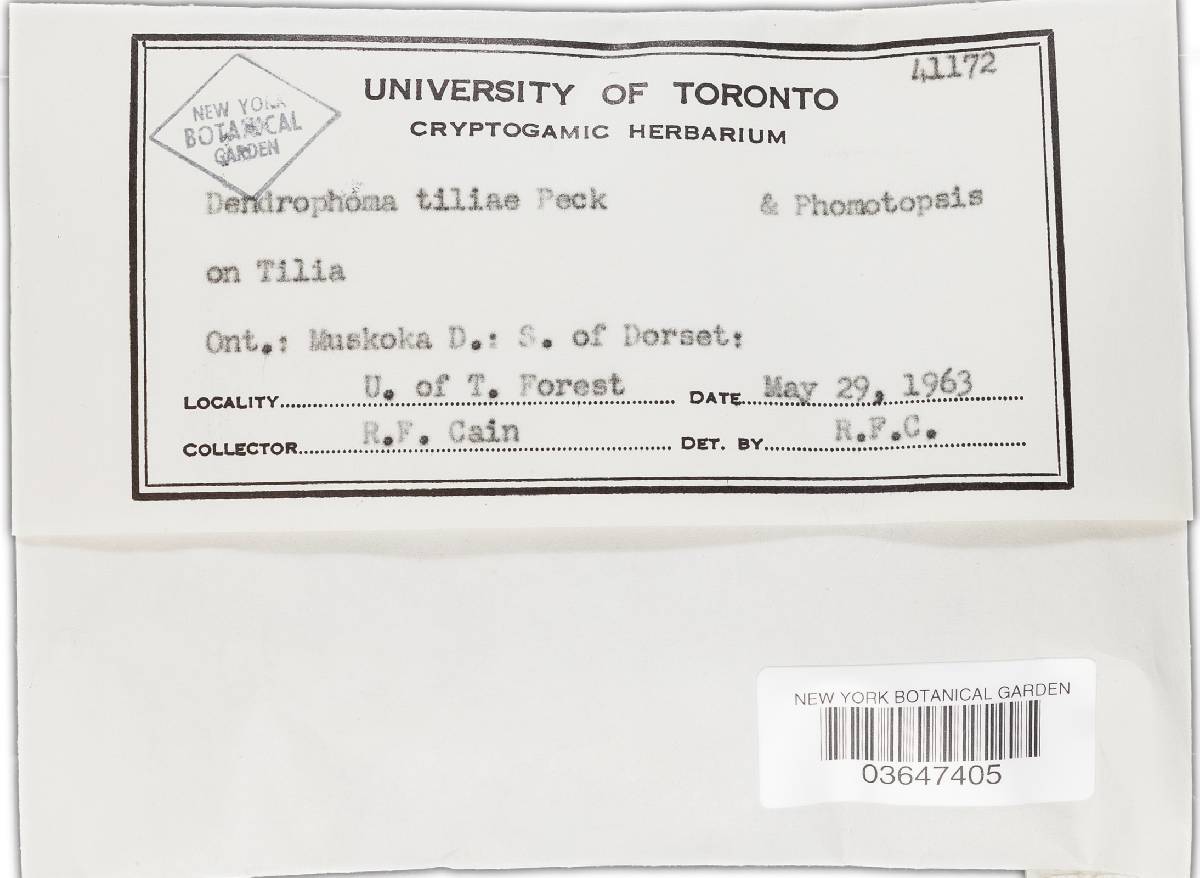 41172
UNIVERSITY OF TORONTO
CRYPTOGAMIC HERBARIUM
NEW YORK
BOTANICAL
GARDEN
Dendrophoma tiliae Peck & Phomotopsis
on Tilia
Ont.: Muskoka D.: S. of Dorset:
LOCALITY U. of T. Forest DATE May 29, 1963
COLLECTOR R.F. Cain DET. BY R.F.C.
NEW YORK BOTANICAL GARDEN
03647405